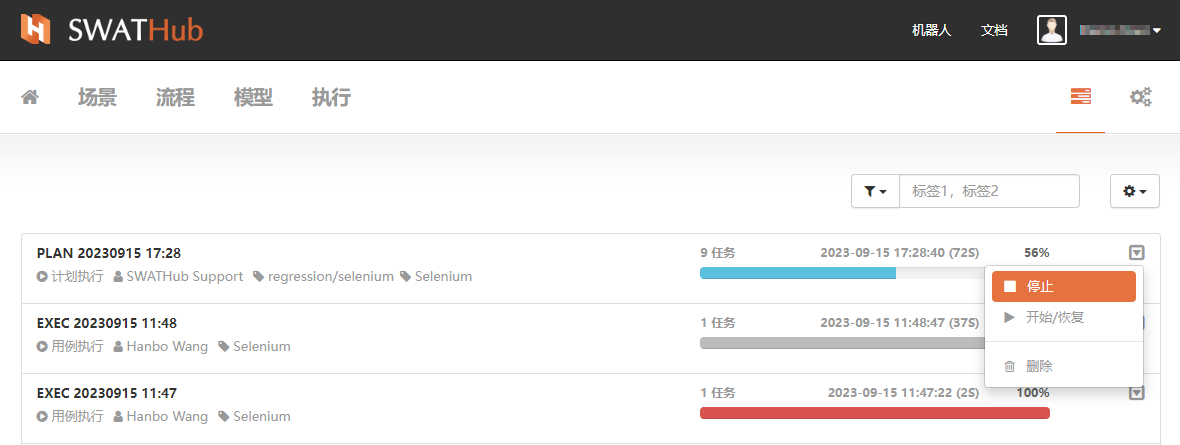 SWATHub
机器人 文档
场景 流程 模型 执行
标签1，标签2
PLAN 20230915 17:28 9 任务 2023-09-15 17:28:40 (72S) 56%
计划执行 SWATHub Support regression/selenium Selenium
停止
EXEC 20230915 11:48 1 任务 2023-09-15 11:48:47 (37S)
开始/恢复
用例执行 Hanbo Wang Selenium
删除
EXEC 20230915 11:47 1 任务 2023-09-15 11:47:22 (2S) 100%
用例执行 Hanbo Wang Selenium